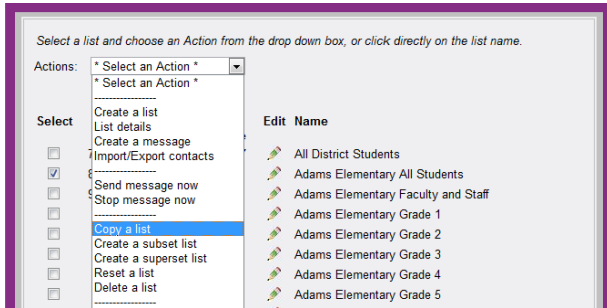 Select a list and choose an Action from the drop down box, or click directly on the list name.
Actions: * Select an Action *
* Select an Action *
-----------------
Create a list
List details
Create a message
Import/Export contacts
-----------------
Send message now
Stop message now
-----------------
Copy a list
Create a subset list
Create a superset list
Reset a list
Delete a list
-----------------
Select Edit Name
All District Students
Adams Elementary All Students
Adams Elementary Faculty and Staff
Adams Elementary Grade 1
Adams Elementary Grade 2
Adams Elementary Grade 3
Adams Elementary Grade 4
Adams Elementary Grade 5